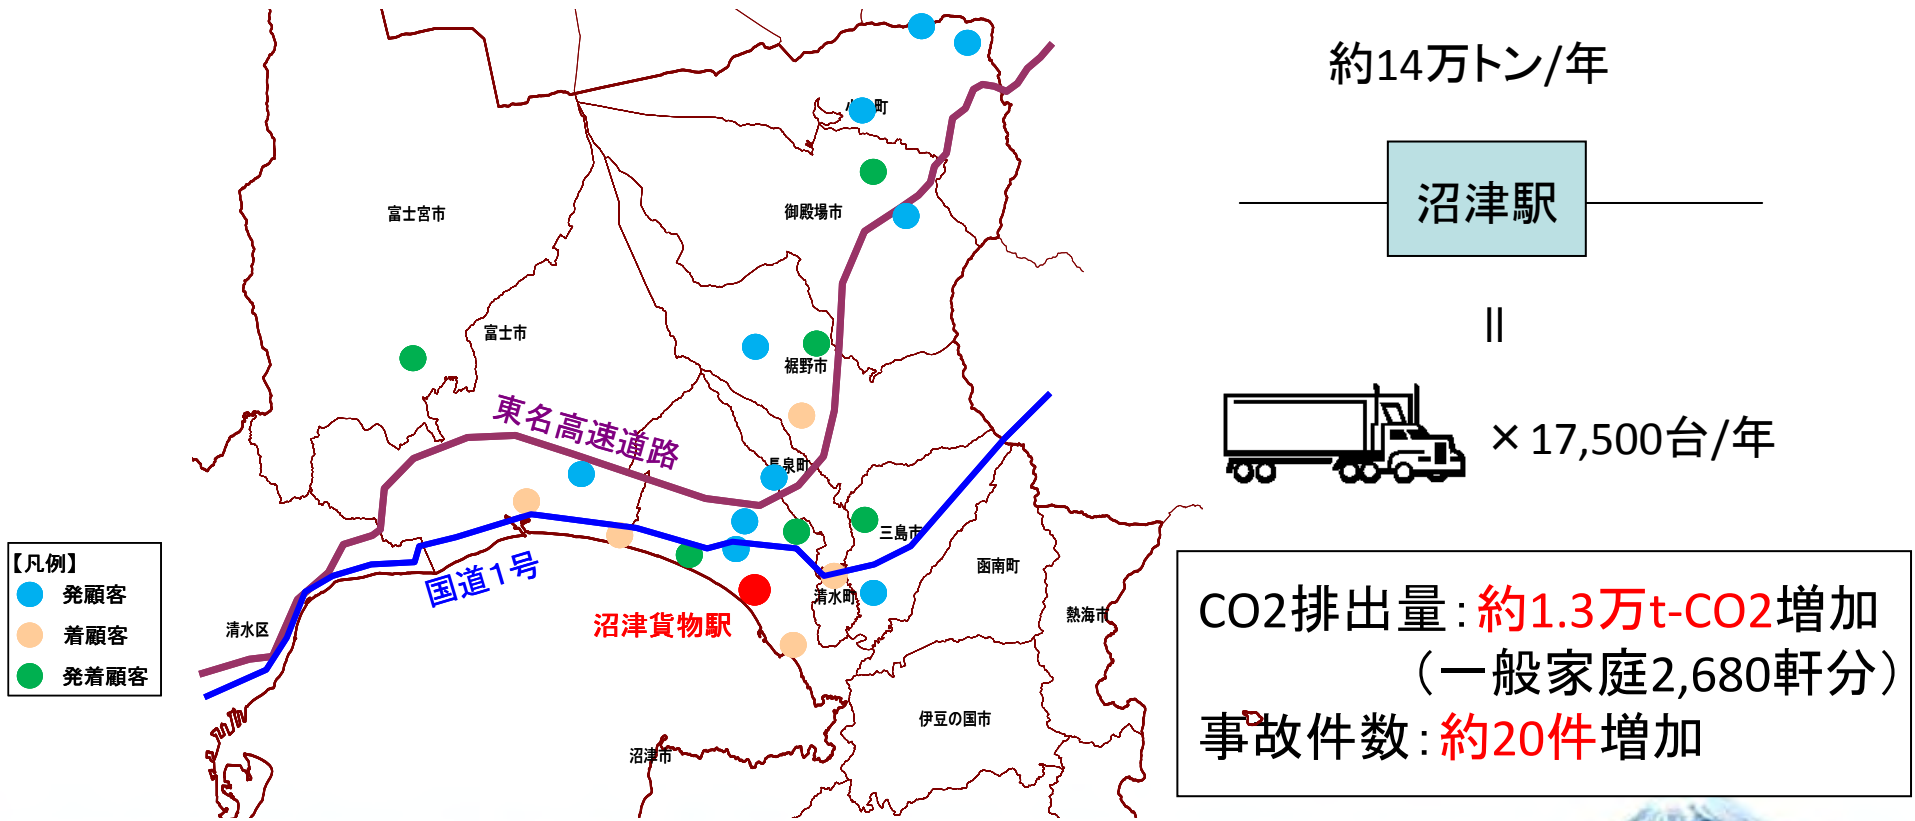 約14万トン/年
沼津駅
=
×17,500台/年
CO2排出量:約1.3万t-CO2増加
（一般家庭2,680軒分）
事故件数:約20件増加
町
御殿場市
富士宮市
富士市
裾野市
東名高速道路
長泉町
三島市
国道1号
函南町
清水町
熱海市
沼津貨物駅
清水区
伊豆の国市
沼津市
【凡例】
発顧客
着顧客
発着顧客